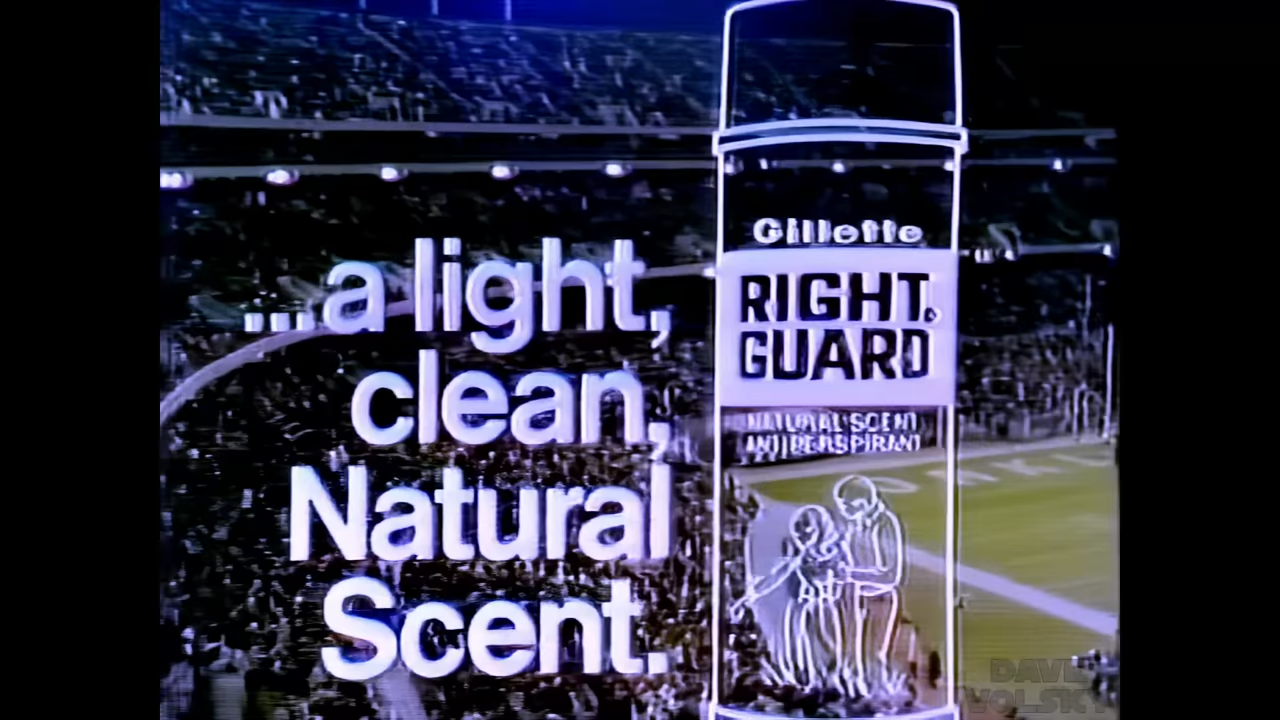 ...a light,
clean,
Natural
Scent.
Gillette
RIGHT
GUARD
NATURAL SCENT
ANTIPERSPIRANT
DAVE
VOLSKY